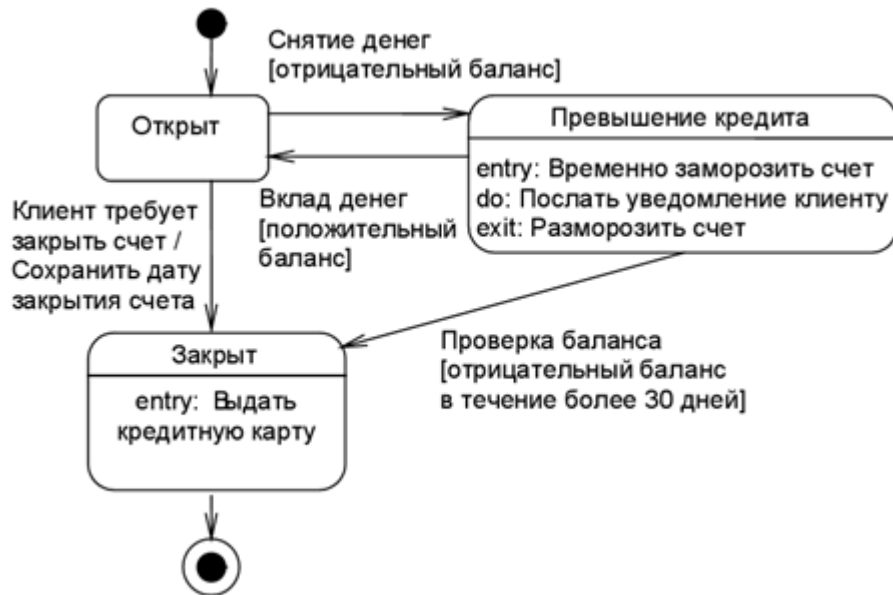 Снятие денег
[отрицательный баланс]
Открыт
Превышение кредита
entry: Временно заморозить счет
do: Послать уведомление клиенту
exit: Разморозить счет
Вклад денег
[положительный
баланс]
Клиент требует
закрыть счет /
Сохранить дату
закрытия счета
Проверка баланса
[отрицательный баланс
в течение более 30 дней]
Закрыт
entry: Выдать
кредитную карту